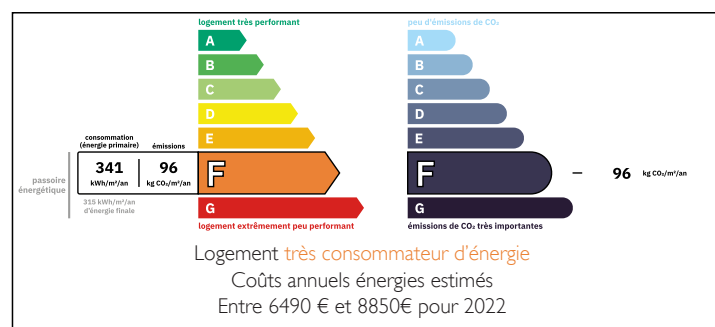 logement très performant
A
B
C
D
E
consommation
(énergie primaire)
émissions
passoire
énergétique
341
kWh/m²/an
96
kg CO₂/m²/an
F
315 kWh/m²/an
d'énergie finale
G
logement extrêmement peu performant
peu d'émissions de CO₂
A
B
C
D
E
F
96 kg CO₂/m²/an
G
émissions de CO₂ très importantes
Logement très consommateur d'énergie
Coûts annuels énergies estimés
Entre 6490 € et 8850€ pour 2022